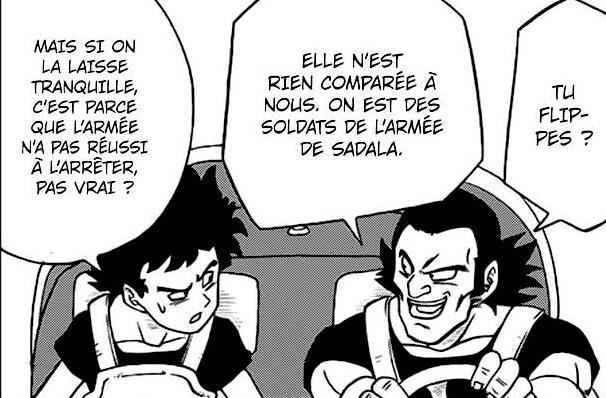 TU
FLIP-
PES ?
ELLE N'EST
RIEN COMPARÉE À
NOUS. ON EST DES
SOLDATS DE L'ARMÉE
DE SADALA.
MAIS SI ON
LA LAISSE
TRANQUILLE,
C'EST PARCE
QUE L'ARMÉE
N'A PAS RÉUSSI
À L'ARRÊTER,
PAS VRAI ?